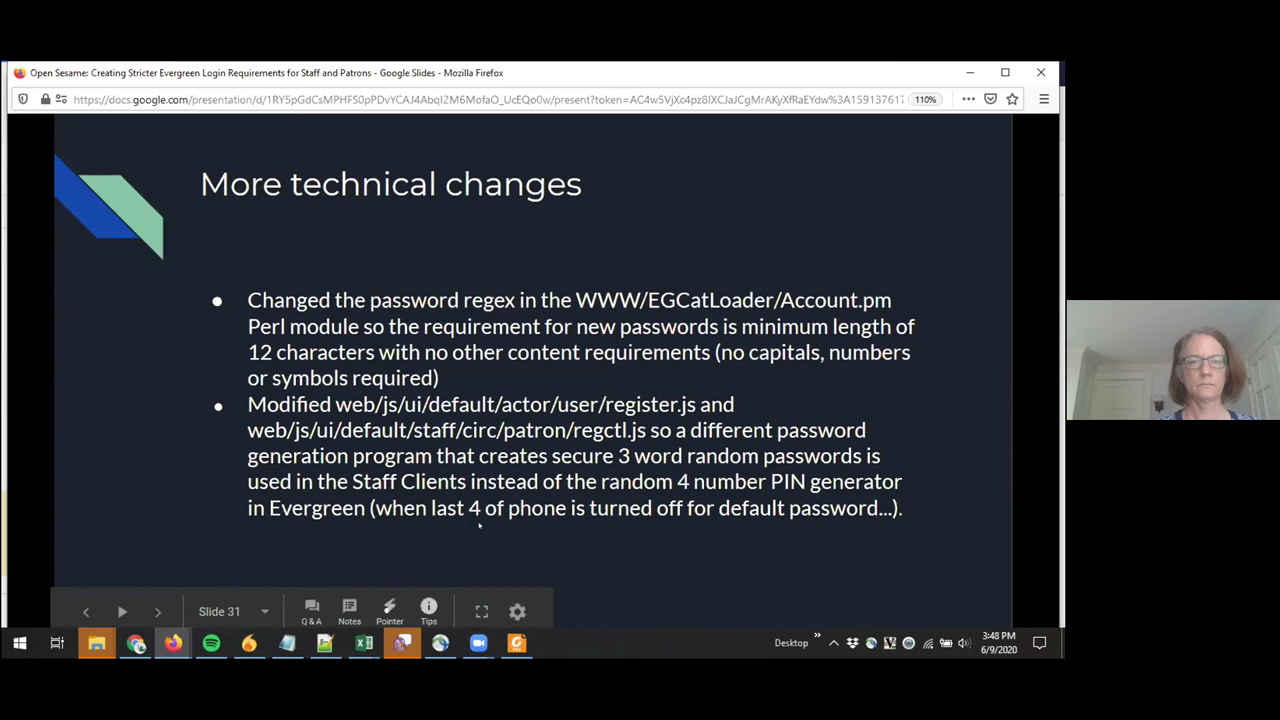 Open Sesame: Creating Stricter Evergreen Login Requirements for Staff and Patrons - Google Slides - Mozilla Firefox
110%
More technical changes
● Changed the password regex in the WWW/EGCatLoader/Account.pm
Perl module so the requirement for new passwords is minimum length of
12 characters with no other content requirements (no capitals, numbers
or symbols required)
● Modified web/js/ui/default/actor/user/register.js and
web/js/ui/default/staff/circ/patron/regctl.js so a different password
generation program that creates secure 3 word random passwords is
used in the Staff Clients instead of the random 4 number PIN generator
in Evergreen (when last 4 of phone is turned off for default password...).
Slide 31
Q & A
Notes
Pointer
Tips
Desktop
3:48 PM
6/9/2020